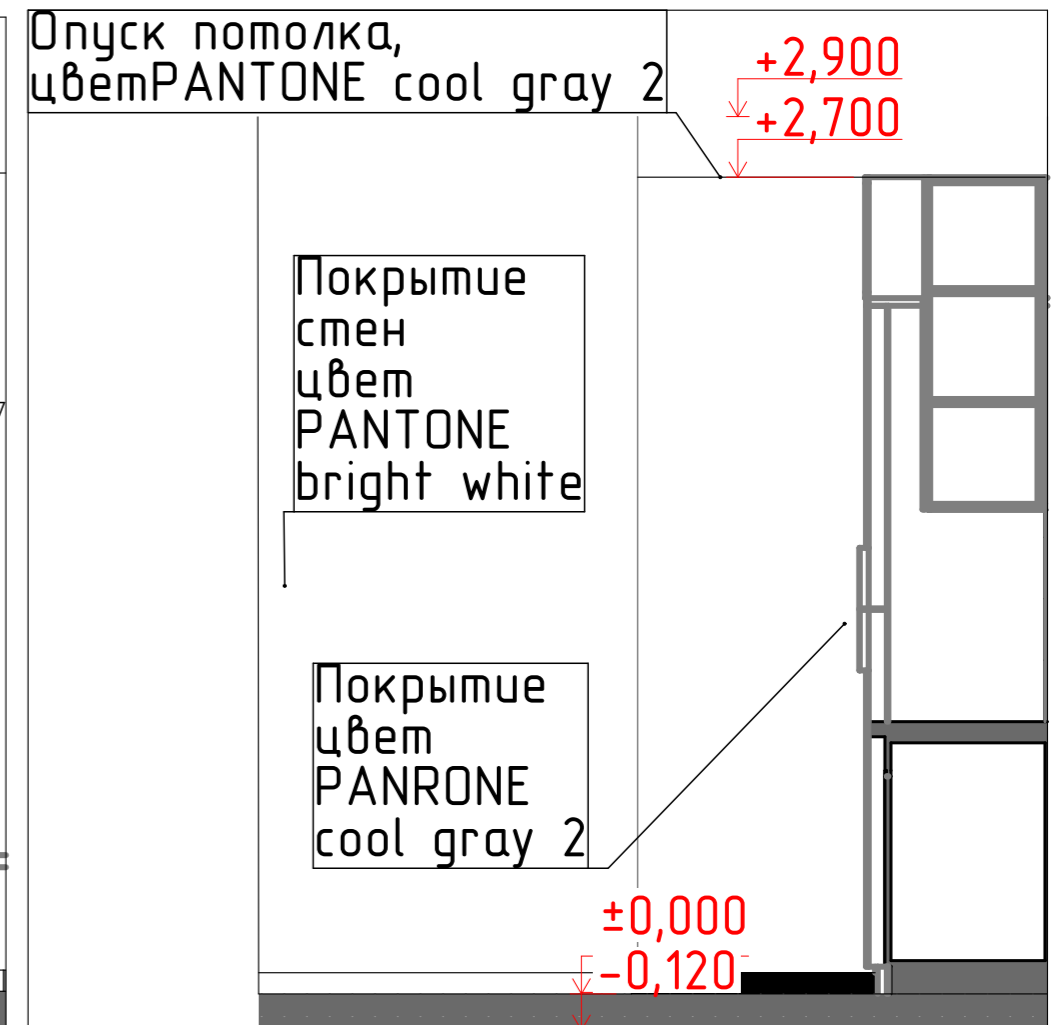 Опуск потолка,
цветPANTONE cool gray 2
+2,900
+2,700
Покрытие
стен
цвет
PANTONE
bright white
Покрытие
цвет
PANRONE
cool gray 2
±0,000
-0,120